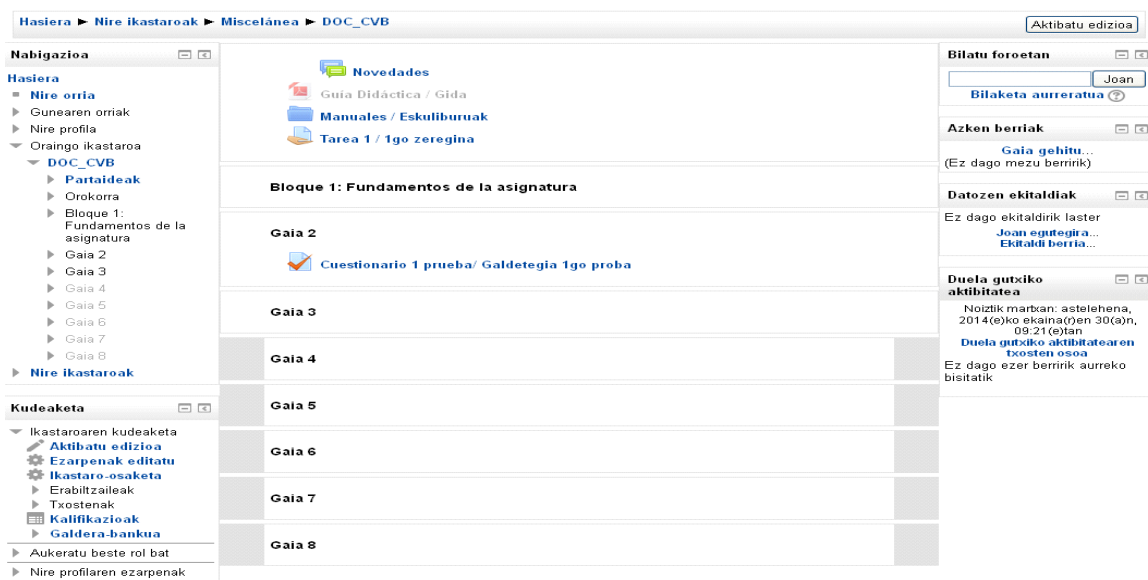 Hasiera ► Nire ikastaroak ► Miscelánea ► DOC_CVB
Aktibatu edizioa
Nabigazioa
Hasiera
Nire orria
Gunearen orriak
Nire profila
Oraingo ikastaroa
DOC_CVB
Partaideak
Orokorra
Bloque 1:
Fundamentos de la
asignatura
Gaia 2
Gaia 3
Gaia 4
Gaia 5
Gaia 6
Gaia 7
Gaia 8
Nire ikastaroak
Kudeaketa
Ikastaroaren kudeaketa
Aktibatu edizioa
Ezarpenak editatu
Ikastaro-osaketa
Erabiltzaileak
Txostenak
Kalifikazioak
Galdera-bankua
Aukeratu beste rol bat
Nire profilaren ezarpenak
Novedades
Guía Didáctica / Gida
Manuales / Eskuliburuak
Tarea 1 / 1go zeregina
Bloque 1: Fundamentos de la asignatura
Gaia 2
Cuestionario 1 prueba/ Galdetegia 1go proba
Gaia 3
Gaia 4
Gaia 5
Gaia 6
Gaia 7
Gaia 8
Bilatu foroetan
Joan
Bilaketa aurreratua ?
Azken berriak
Gaia gehitu...
(Ez dago mezu berririk)
Datozen ekitaldiak
Ez dago ekitaldirik laster
Joan egutegira...
Ekitaldi berria...
Duela gutxiko
aktibitatea
Noiztik martxan: astelehena,
2014(e)ko ekaina(r)en 30(a)n,
09:21(e)tan
Duela gutxiko aktibitatearen
txosten osoa
Ez dago ezer berririk aurreko
bisitatik